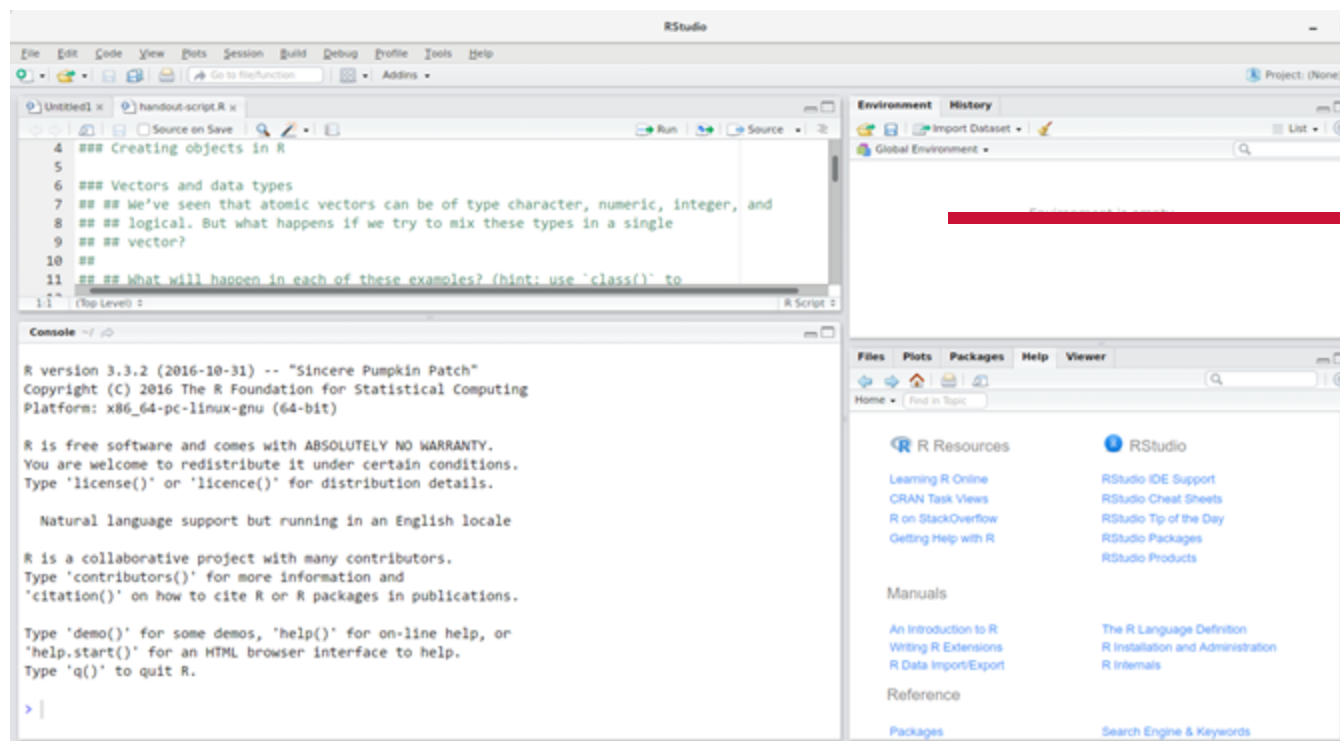 RStudio
File Edit Code View Plots Session Build Debug Profile Tools Help
Go to file/function Addins Project: (None)
Untitled1 × handout-script.R ×
Source on Save Run Source
4 ### Creating objects in R
5
6 ### Vectors and data types
7 ## ## We’ve seen that atomic vectors can be of type character, numeric, integer, and
8 ## ## logical. But what happens if we try to mix these types in a single
9 ## ## vector?
10 ##
11 ## ## What will happen in each of these examples? (hint: use `class()` to
1:1 (Top Level) R Script
Console ~/
R version 3.3.2 (2016-10-31) -- "Sincere Pumpkin Patch"
Copyright (C) 2016 The R Foundation for Statistical Computing
Platform: x86_64-pc-linux-gnu (64-bit)
R is free software and comes with ABSOLUTELY NO WARRANTY.
You are welcome to redistribute it under certain conditions.
Type 'license()' or 'licence()' for distribution details.
Natural language support but running in an English locale
R is a collaborative project with many contributors.
Type 'contributors()' for more information and
'citation()' on how to cite R or R packages in publications.
Type 'demo()' for some demos, 'help()' for on-line help, or
'help.start()' for an HTML browser interface to help.
Type 'q()' to quit R.
>
Environment History
Import Dataset List
Global Environment
Files Plots Packages Help Viewer
Home Find in Topic
R Resources
Learning R Online
CRAN Task Views
R on StackOverflow
Getting Help with R
RStudio
RStudio IDE Support
RStudio Cheat Sheets
RStudio Tip of the Day
RStudio Packages
RStudio Products
Manuals
An Introduction to R
Writing R Extensions
R Data Import/Export
The R Language Definition
R Installation and Administration
R Internals
Reference
Packages
Search Engine & Keywords